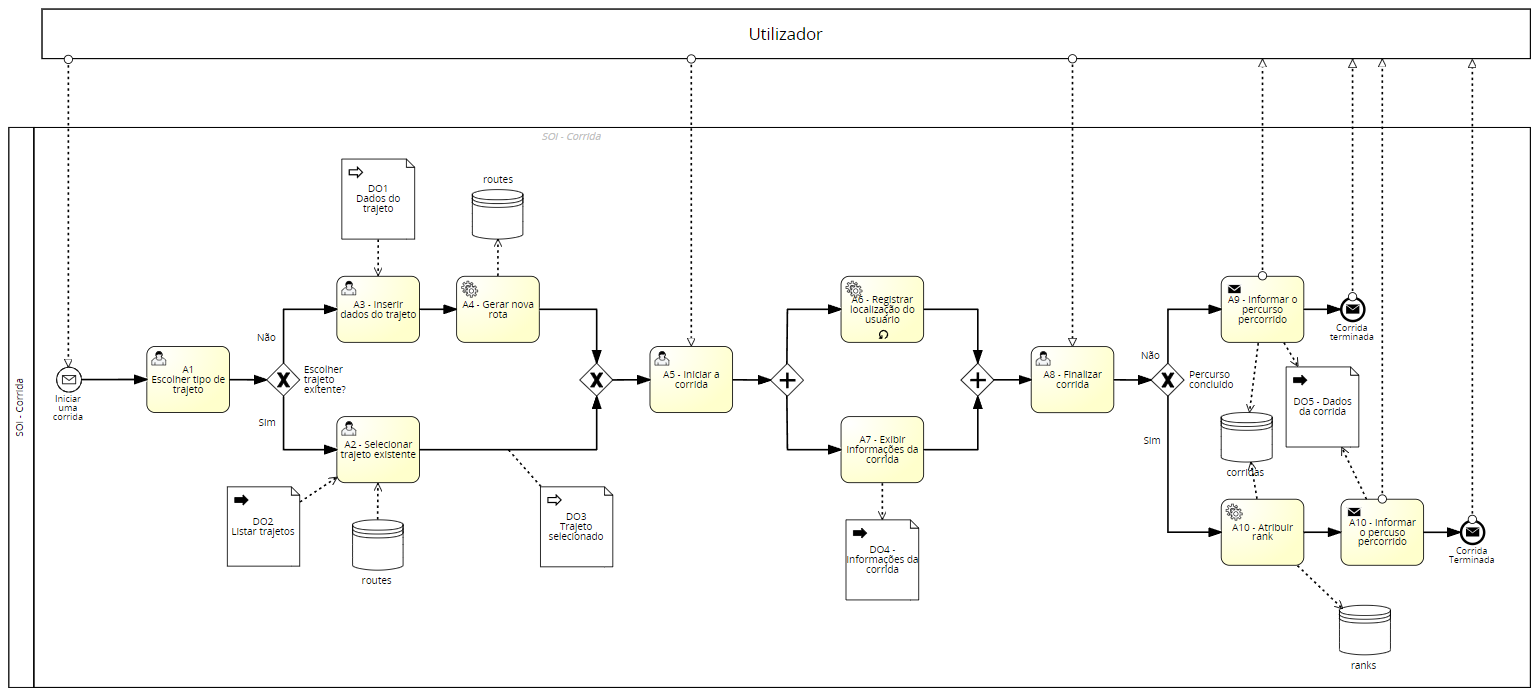 Utilizador
SOI - Corrida
SOI - Corrida
Iniciar
uma
corrida
A1
Escolher tipo de
trajeto
Não
Sim
Escolher
trajeto
exitente?
DO1
Dados do
trajeto
A3 - Inserir
dados do trajeto
routes
A4 - Gerar nova
rota
A2 - Selecionar
trajeto existente
DO2
Listar trajetos
routes
DO3
Trajeto
selecionado
A5 - Iniciar a
corrida
A6 - Registrar
localização do
usuário
A7 - Exibir
informações da
corrida
DO4 -
Informações da
corrida
A8 - Finalizar
corrida
Não
Percurso
concluído
Sim
A9 - Informar o
percurso
percorrido
Corrida
terminada
DO5 - Dados
da corrida
corridas
A10 - Atribuir
rank
A10 - Informar
o percuso
percorrido
Corrida
Terminada
ranks